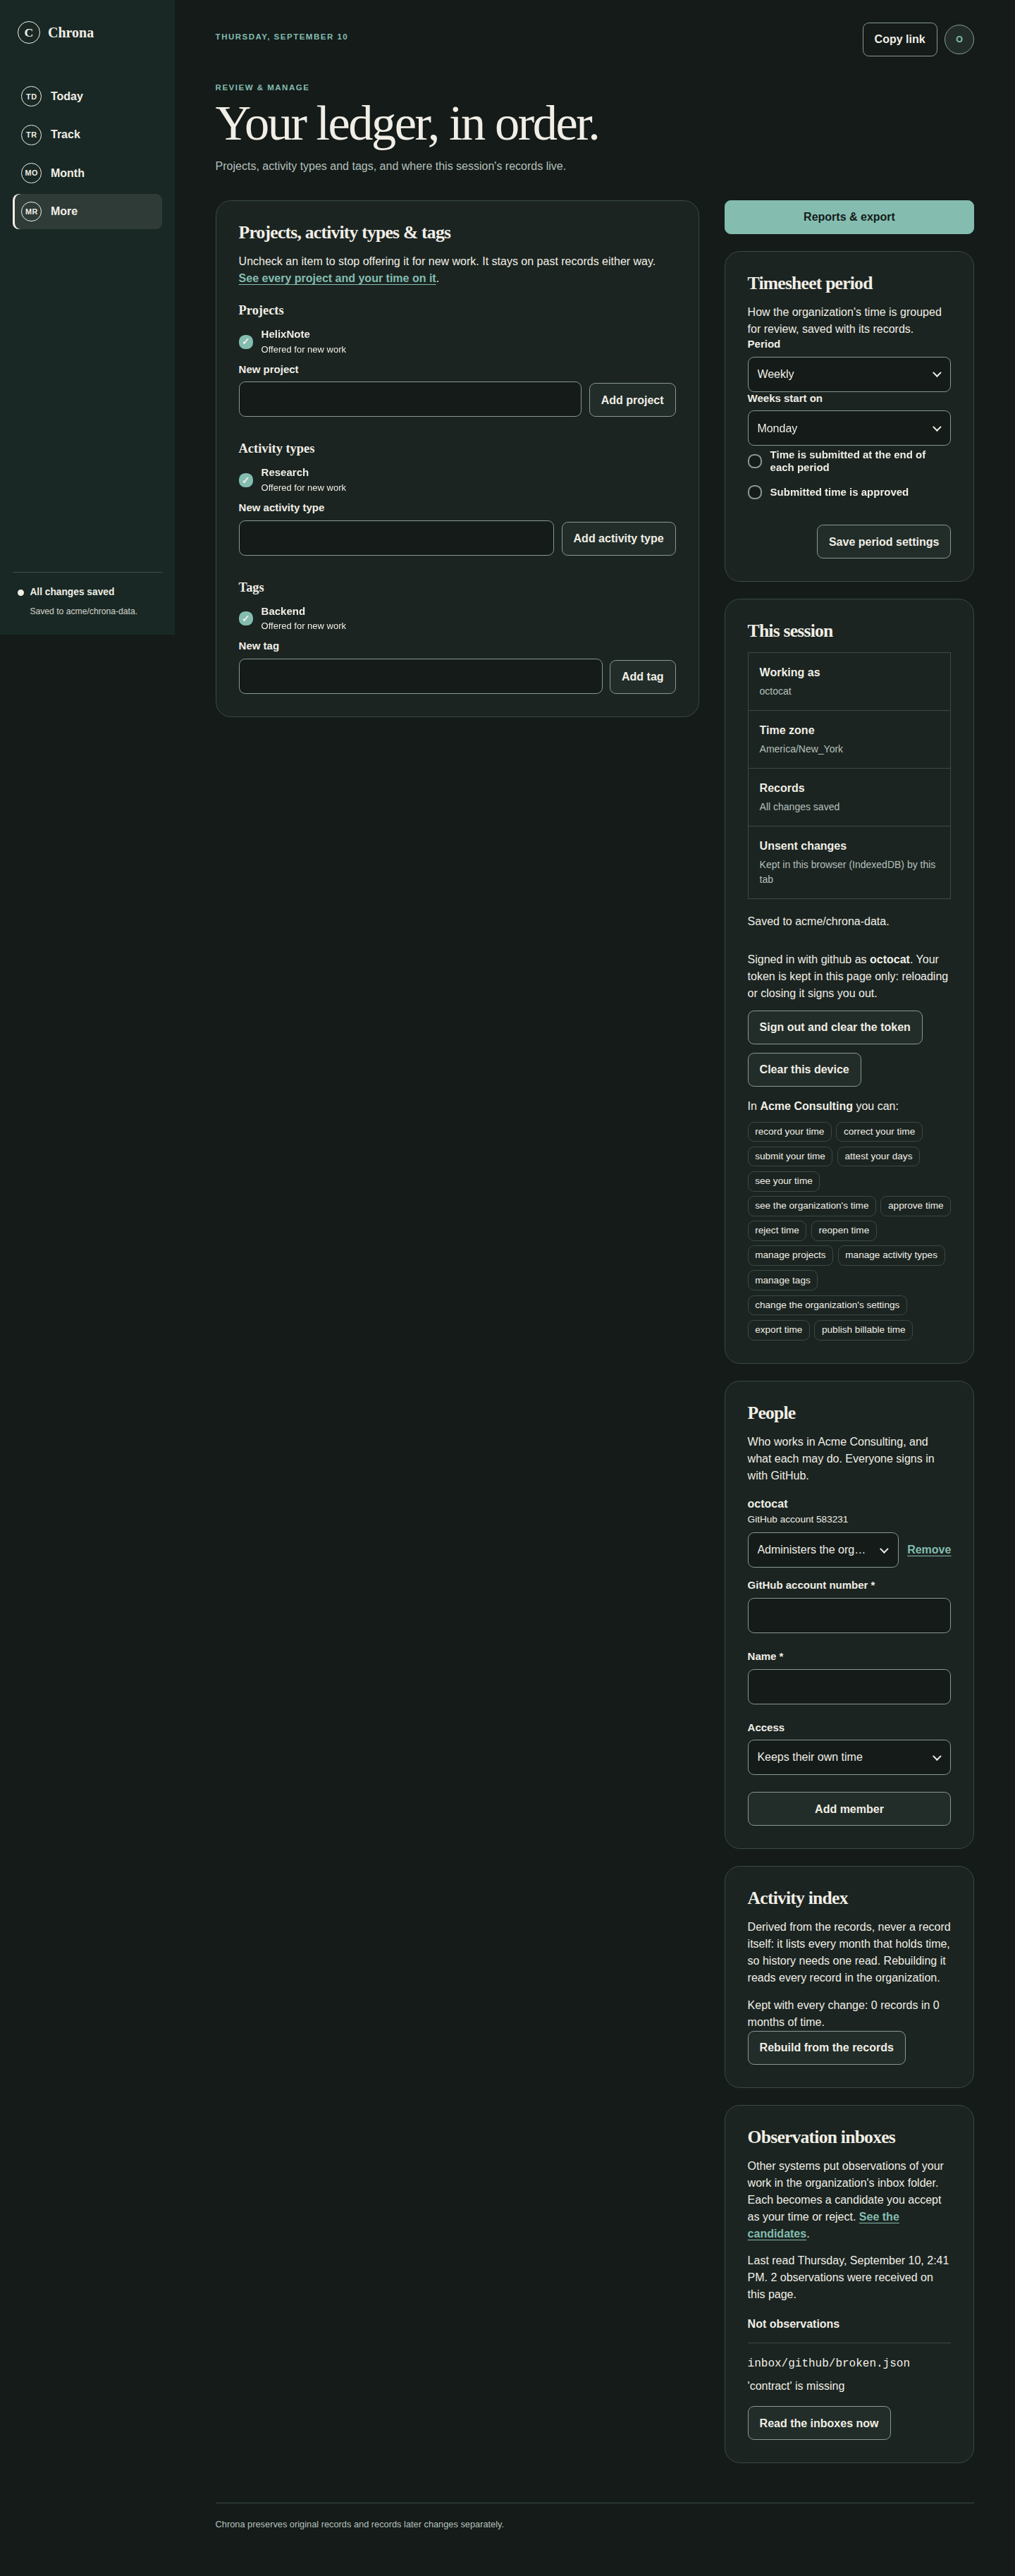 C Chrona
TD Today
TR Track
MO Month
MR More
All changes saved
Saved to acme/chrona-data.
THURSDAY, SEPTEMBER 10
Copy link
O
REVIEW & MANAGE
Your ledger, in order.
Projects, activity types and tags, and where this session's records live.
Projects, activity types & tags
Uncheck an item to stop offering it for new work. It stays on past records either way.
See every project and your time on it.
Projects
HelixNote
Offered for new work
New project
Add project
Activity types
Research
Offered for new work
New activity type
Add activity type
Tags
Backend
Offered for new work
New tag
Add tag
Reports & export
Timesheet period
How the organization's time is grouped
for review, saved with its records.
Period
Weekly
Weeks start on
Monday
Time is submitted at the end of
each period
Submitted time is approved
Save period settings
This session
Working as
octocat
Time zone
America/New_York
Records
All changes saved
Unsent changes
Kept in this browser (IndexedDB) by this
tab
Saved to acme/chrona-data.
Signed in with github as octocat. Your
token is kept in this page only: reloading
or closing it signs you out.
Sign out and clear the token
Clear this device
In Acme Consulting you can:
record your time correct your time
submit your time attest your days
see your time
see the organization's time approve time
reject time reopen time
manage projects manage activity types
manage tags
change the organization's settings
export time publish billable time
People
Who works in Acme Consulting, and
what each may do. Everyone signs in
with GitHub.
octocat
GitHub account 583231
Administers the org… Remove
GitHub account number *
Name *
Access
Keeps their own time
Add member
Activity index
Derived from the records, never a record
itself: it lists every month that holds time,
so history needs one read. Rebuilding it
reads every record in the organization.
Kept with every change: 0 records in 0
months of time.
Rebuild from the records
Observation inboxes
Other systems put observations of your
work in the organization's inbox folder.
Each becomes a candidate you accept
as your time or reject. See the
candidates.
Last read Thursday, September 10, 2:41
PM. 2 observations were received on
this page.
Not observations
inbox/github/broken.json
'contract' is missing
Read the inboxes now
Chrona preserves original records and records later changes separately.